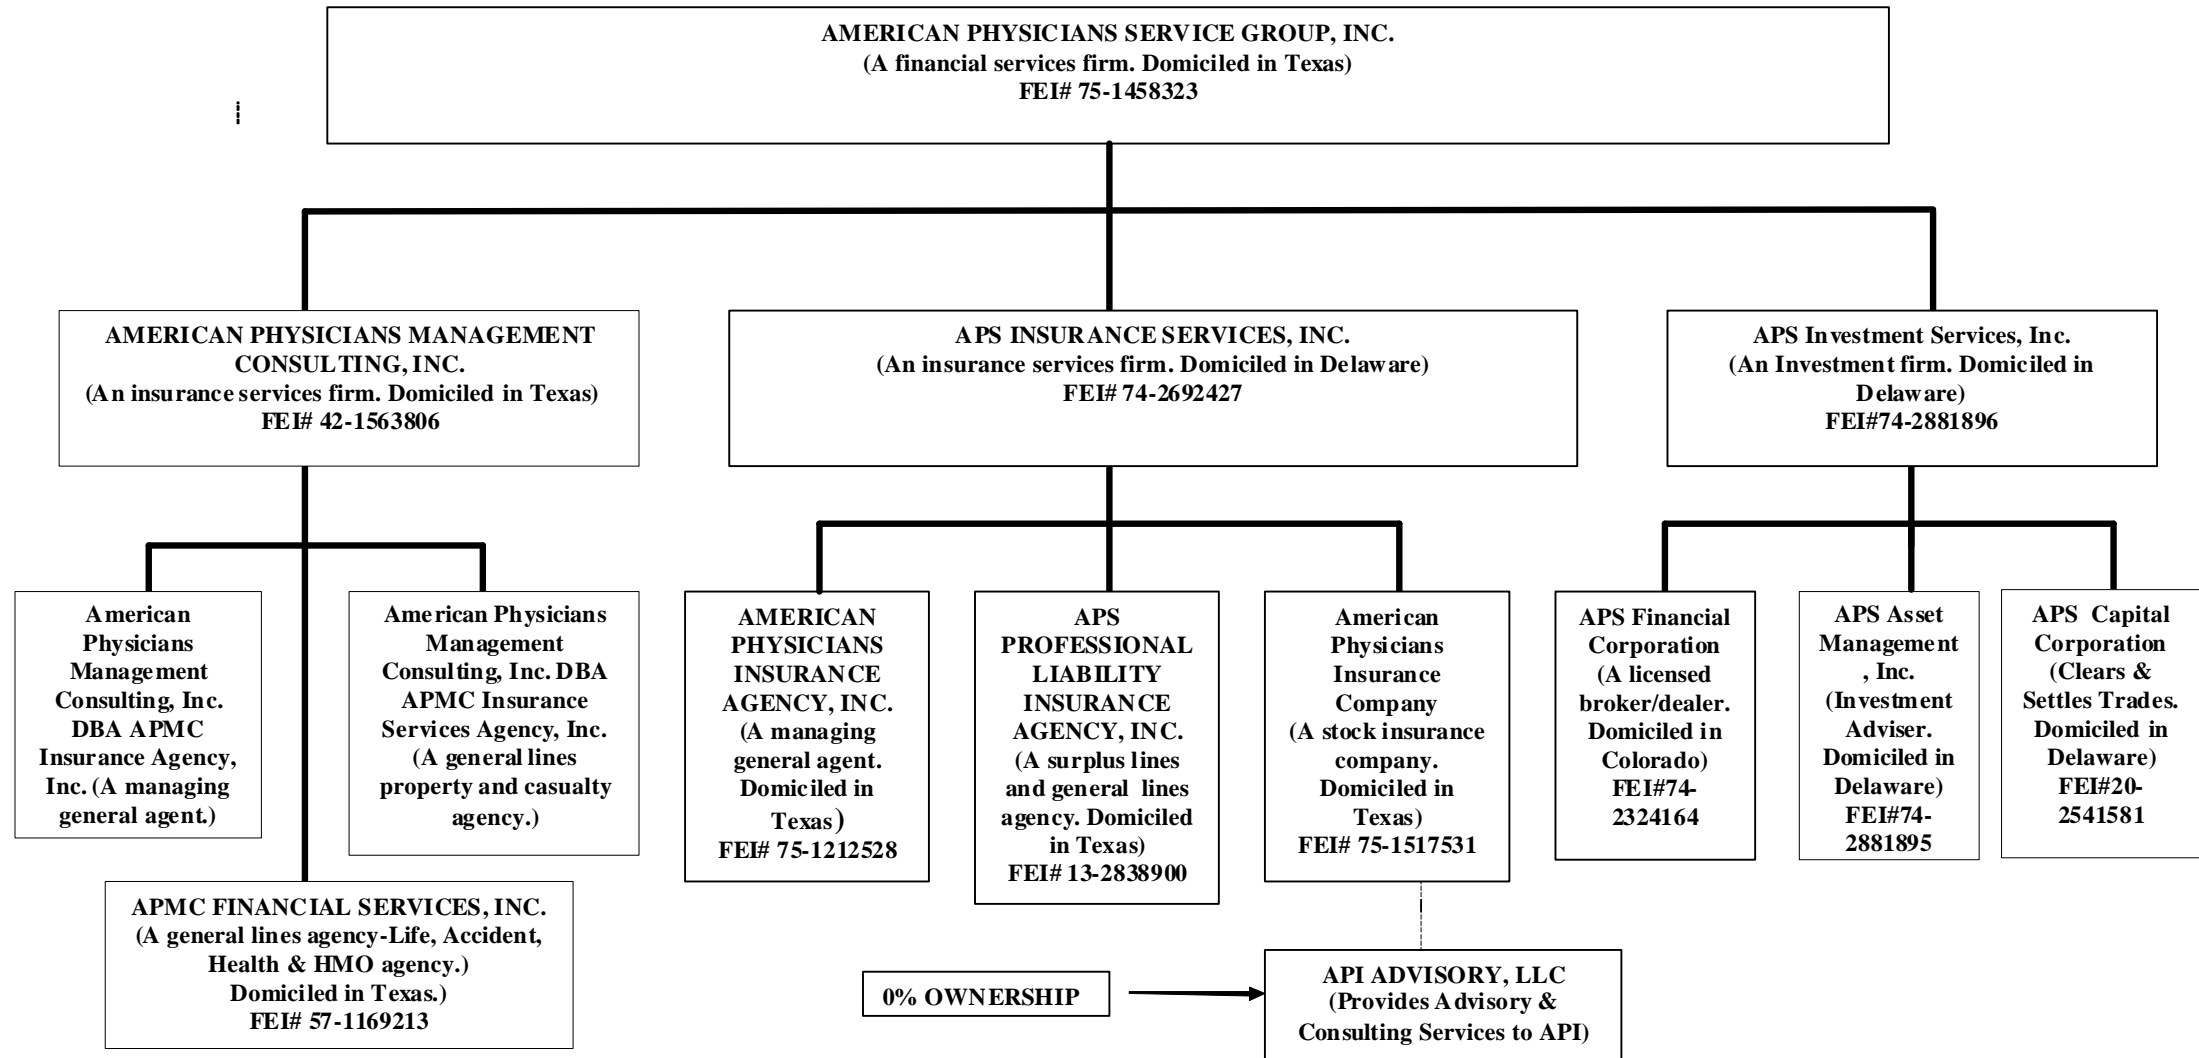 AMERICAN PHYSICIANS SERVICE GROUP, INC.
(A financial services firm. Domiciled in Texas)
FEI# 75-1458323
AMERICAN PHYSICIANS MANAGEMENT
CONSULTING, INC.
(An insurance services firm. Domiciled in Texas)
FEI# 42-1563806
APS INSURANCE SERVICES, INC.
(An insurance services firm. Domiciled in Delaware)
FEI# 74-2692427
APS Investment Services, Inc.
(An Investment firm. Domiciled in
Delaware)
FEI#74-2881896
American
Physicians
Management
Consulting, Inc.
DBA APMC
Insurance Agency,
Inc. (A managing
general agent.)
American Physicians
Management
Consulting, Inc. DBA
APMC Insurance
Services Agency, Inc.
(A general lines
property and casualty
agency.)
AMERICAN
PHYSICIANS
INSURANCE
AGENCY, INC.
(A managing
general agent.
Domiciled in
Texas)
FEI# 75-1212528
APS
PROFESSIONAL
LIABILITY
INSURANCE
AGENCY, INC.
(A surplus lines
and general lines
agency. Domiciled
in Texas)
FEI# 13-2838900
American
Physicians
Insurance
Company
(A stock insurance
company.
Domiciled in
Texas)
FEI# 75-1517531
APS Financial
Corporation
(A licensed
broker/dealer.
Domiciled in
Colorado)
FEI#74-
2324164
APS Asset
Management
, Inc.
(Investment
Adviser.
Domiciled in
Delaware)
FEI#74-
2881895
APS Capital
Corporation
(Clears &
Settles Trades.
Domiciled in
Delaware)
FEI#20-
2541581
APMC FINANCIAL SERVICES, INC.
(A general lines agency-Life, Accident,
Health & HMO agency.)
Domiciled in Texas.)
FEI# 57-1169213
0% OWNERSHIP
API ADVISORY, LLC
(Provides Advisory &
Consulting Services to API)